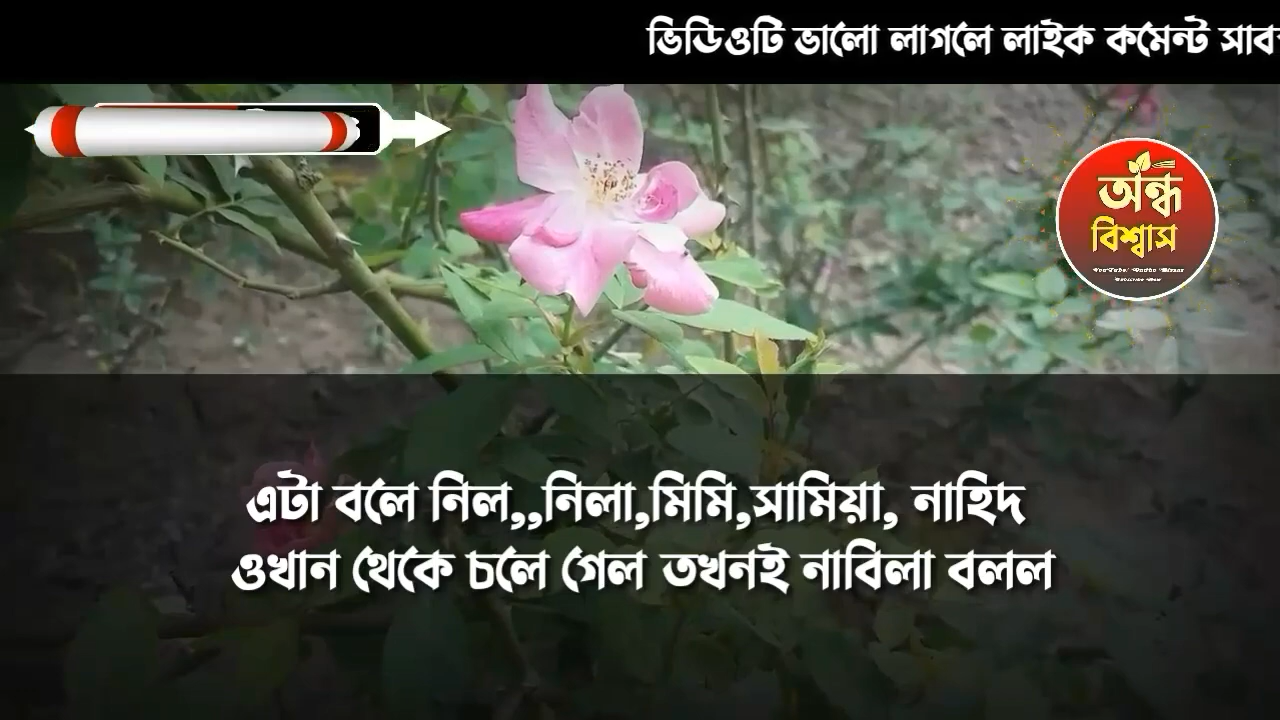 ভিডিওটি ভালো লাগলে লাইক কমেন্ট
অন্ধ
বিশ্বাস
এটা বলে নিল,,নিলা,মিমি,সামিয়া, নাহিদ
ওখান থেকে চলে গেল তখনই নাবিলা বলল